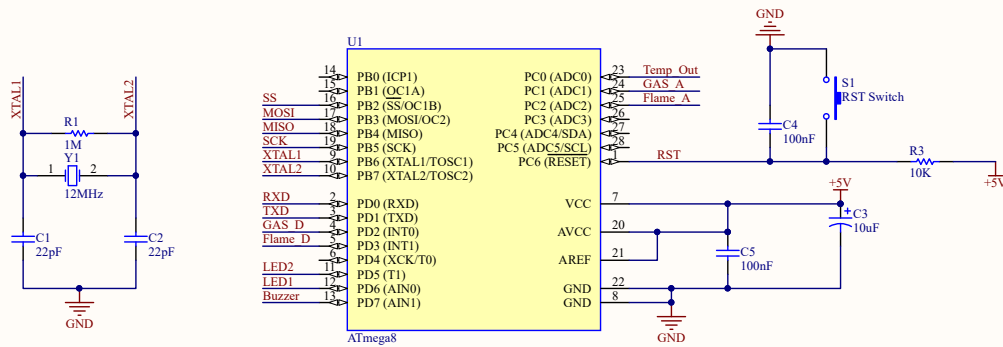 XTAL1
XTAL2
R1
1M
Y1
1
2
12MHz
C1
22pF
C2
22pF
GND
U1
14 PB0 (ICP1)
15 PB1 (OC1A)
SS 16 PB2 (SS/OC1B)
MOSI 17 PB3 (MOSI/OC2)
MISO 18 PB4 (MISO)
SCK 19 PB5 (SCK)
XTAL1 9 PB6 (XTAL1/TOSC1)
XTAL2 10 PB7 (XTAL2/TOSC2)
RXD 2 PD0 (RXD)
TXD 3 PD1 (TXD)
GAS_D 4 PD2 (INT0)
Flame_D 5 PD3 (INT1)
6 PD4 (XCK/T0)
LED2 11 PD5 (T1)
LED1 12 PD6 (AIN0)
Buzzer 13 PD7 (AIN1)
ATmega8
PC0 (ADC0) 23 Temp_Out
PC1 (ADC1) 24 GAS_A
PC2 (ADC2) 25 Flame_A
PC3 (ADC3) 26
PC4 (ADC4/SDA) 27
PC5 (ADC5/SCL) 28
PC6 (RESET) 1 RST
VCC 7
AVCC 20
AREF 21
GND 22
GND 8
GND
C4
100nF
S1
RST Switch
R3
10K
+5V
+5V
C3
10uF
C5
100nF
GND